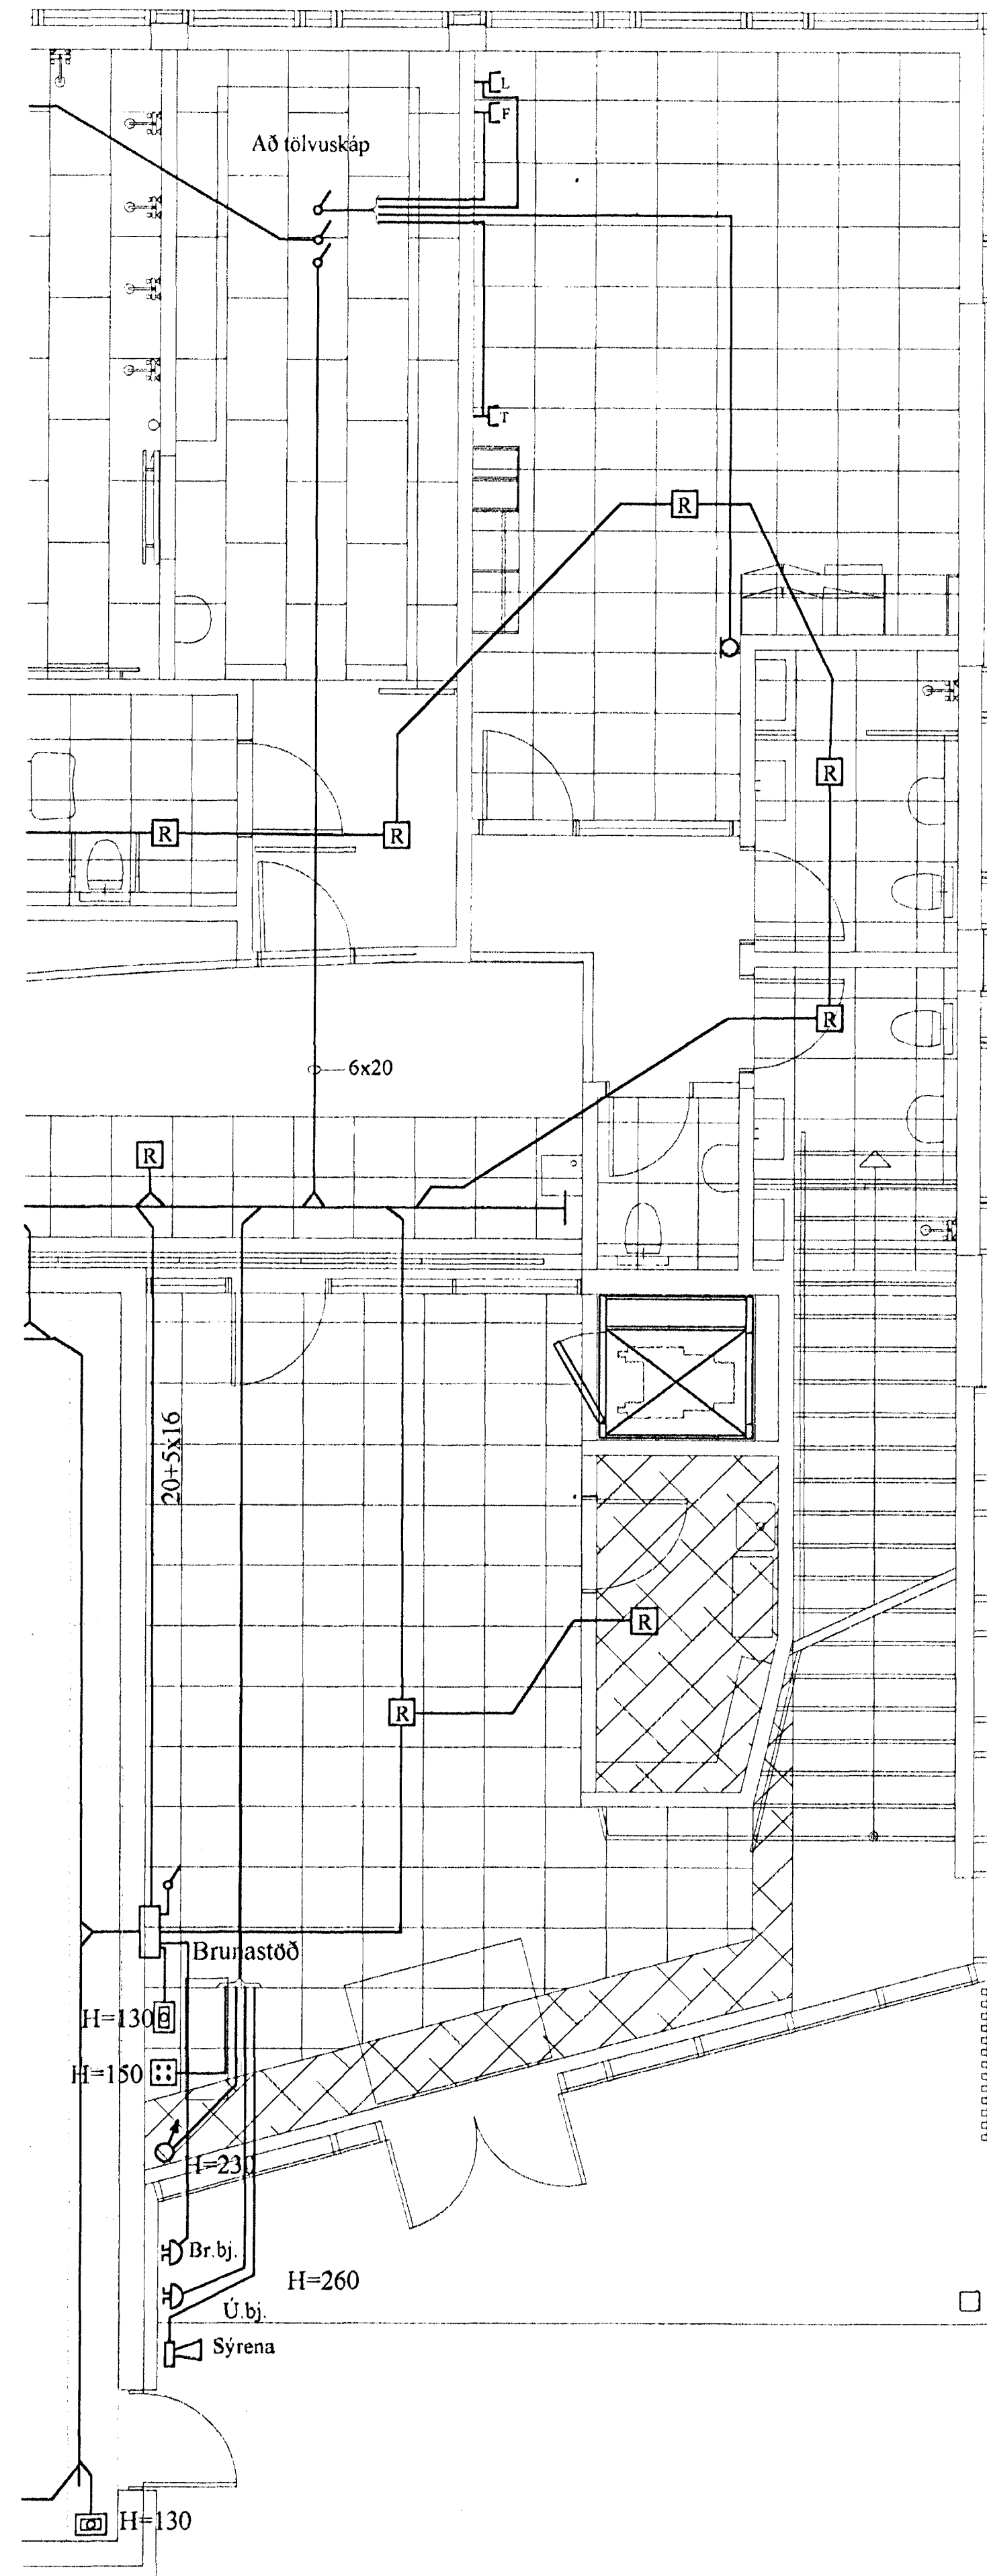 L
F
Að tölvuskáp
T
R
R
R
R
R
6x20
R
20+5x16
R
R
Brunastöð
H=130
H=150
H=230
Br.bj.
H=260
Ú.bj.
Sýrena
H=130